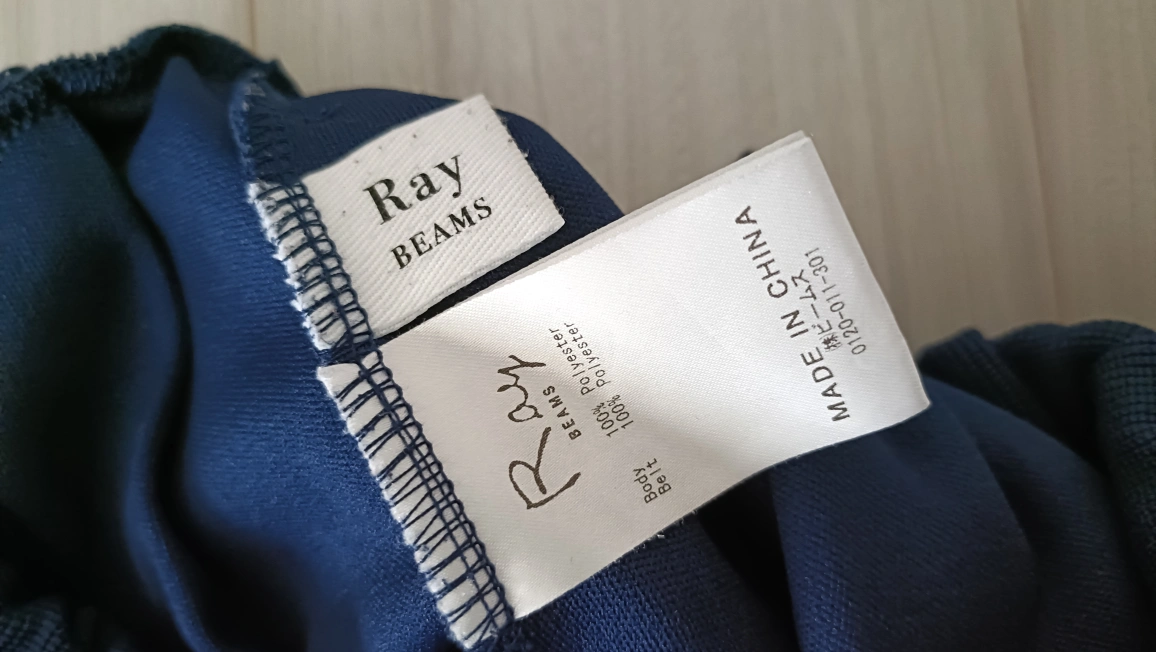 Ray
BEAMS
Ray
BEAMS
Body 100% Polyester
Belt 100% Polyester
MADE IN CHINA
㈱ビームス
0120-011-301